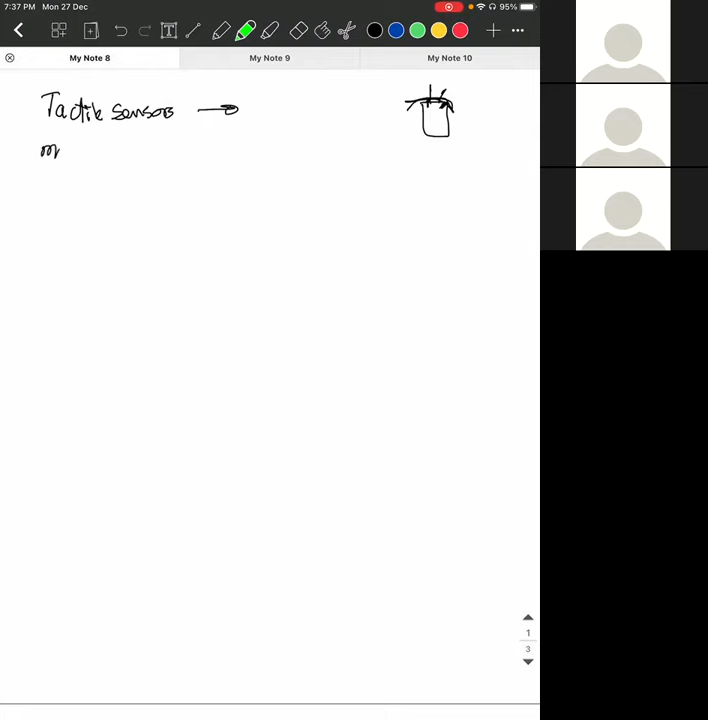 7:37 PM Mon 27 Dec 95%
My Note 8 My Note 9 My Note 10
Tactile sensors
1
3